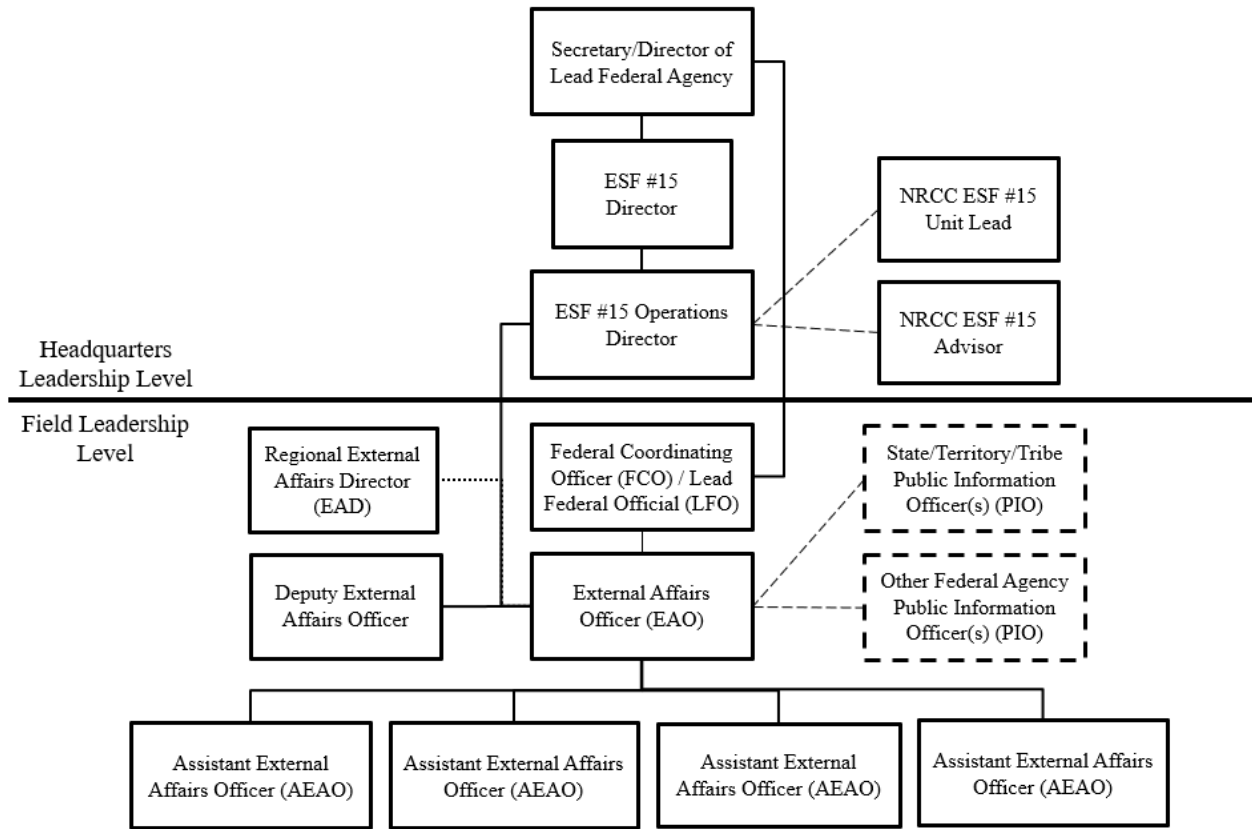 Secretary/Director of
Lead Federal Agency
ESF #15
Director
NRCC ESF #15
Unit Lead
ESF #15 Operations
Director
NRCC ESF #15
Advisor
Headquarters
Leadership Level
Field Leadership
Level
Regional External
Affairs Director
(EAD)
Federal Coordinating
Officer (FCO) / Lead
Federal Official (LFO)
State/Territory/Tribe
Public Information
Officer(s) (PIO)
Deputy External
Affairs Officer
External Affairs
Officer (EAO)
Other Federal Agency
Public Information
Officer(s) (PIO)
Assistant External
Affairs Officer (AEAO)
Assistant External Affairs
Officer (AEAO)
Assistant External
Affairs Officer (AEAO)
Assistant External Affairs
Officer (AEAO)